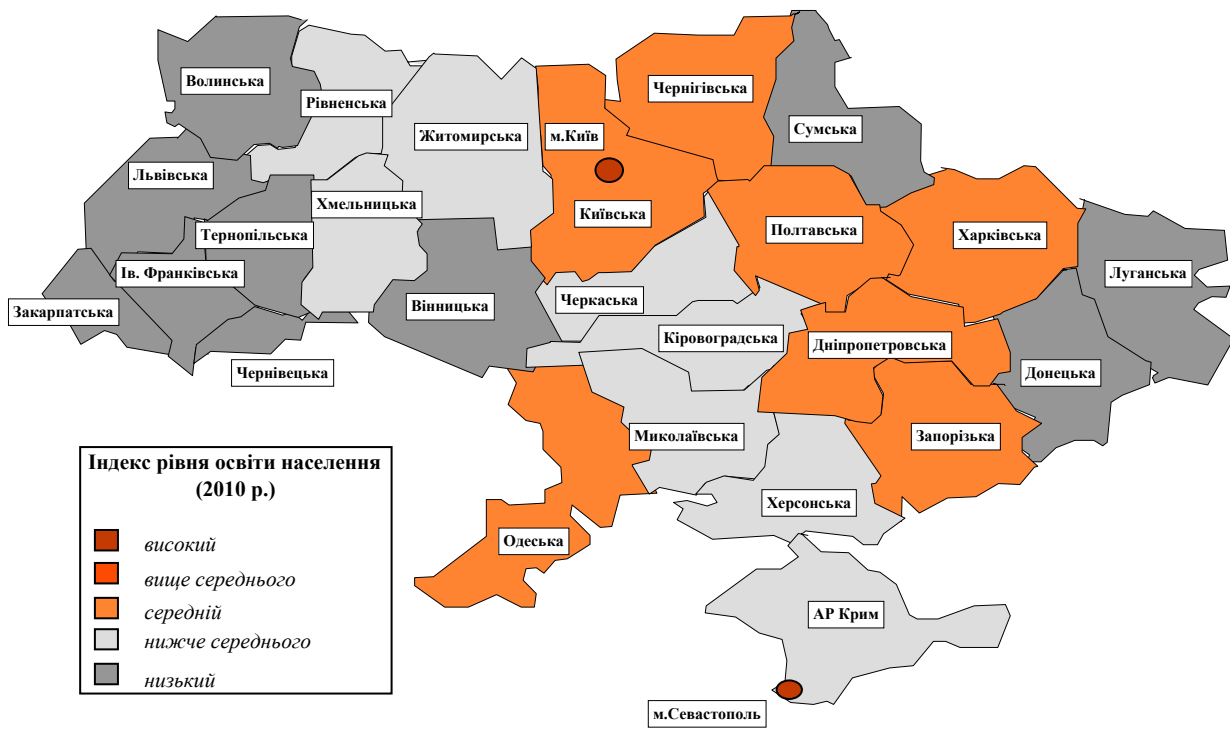 Волинська
Рівненська
Житомирська
м.Київ
Чернігівська
Сумська
Львівська
Хмельницька
Тернопільська
Київська
Полтавська
Харківська
Луганська
Ів. Франківська
Закарпатська
Вінницька
Черкаська
Кіровоградська
Дніпропетровська
Донецька
Чернівецька
Миколаївська
Запорізька
Херсонська
Одеська
АР Крим
м.Севастополь
Індекс рівня освіти населення
(2010 р.)
високий
вище середнього
середній
нижче середнього
низький